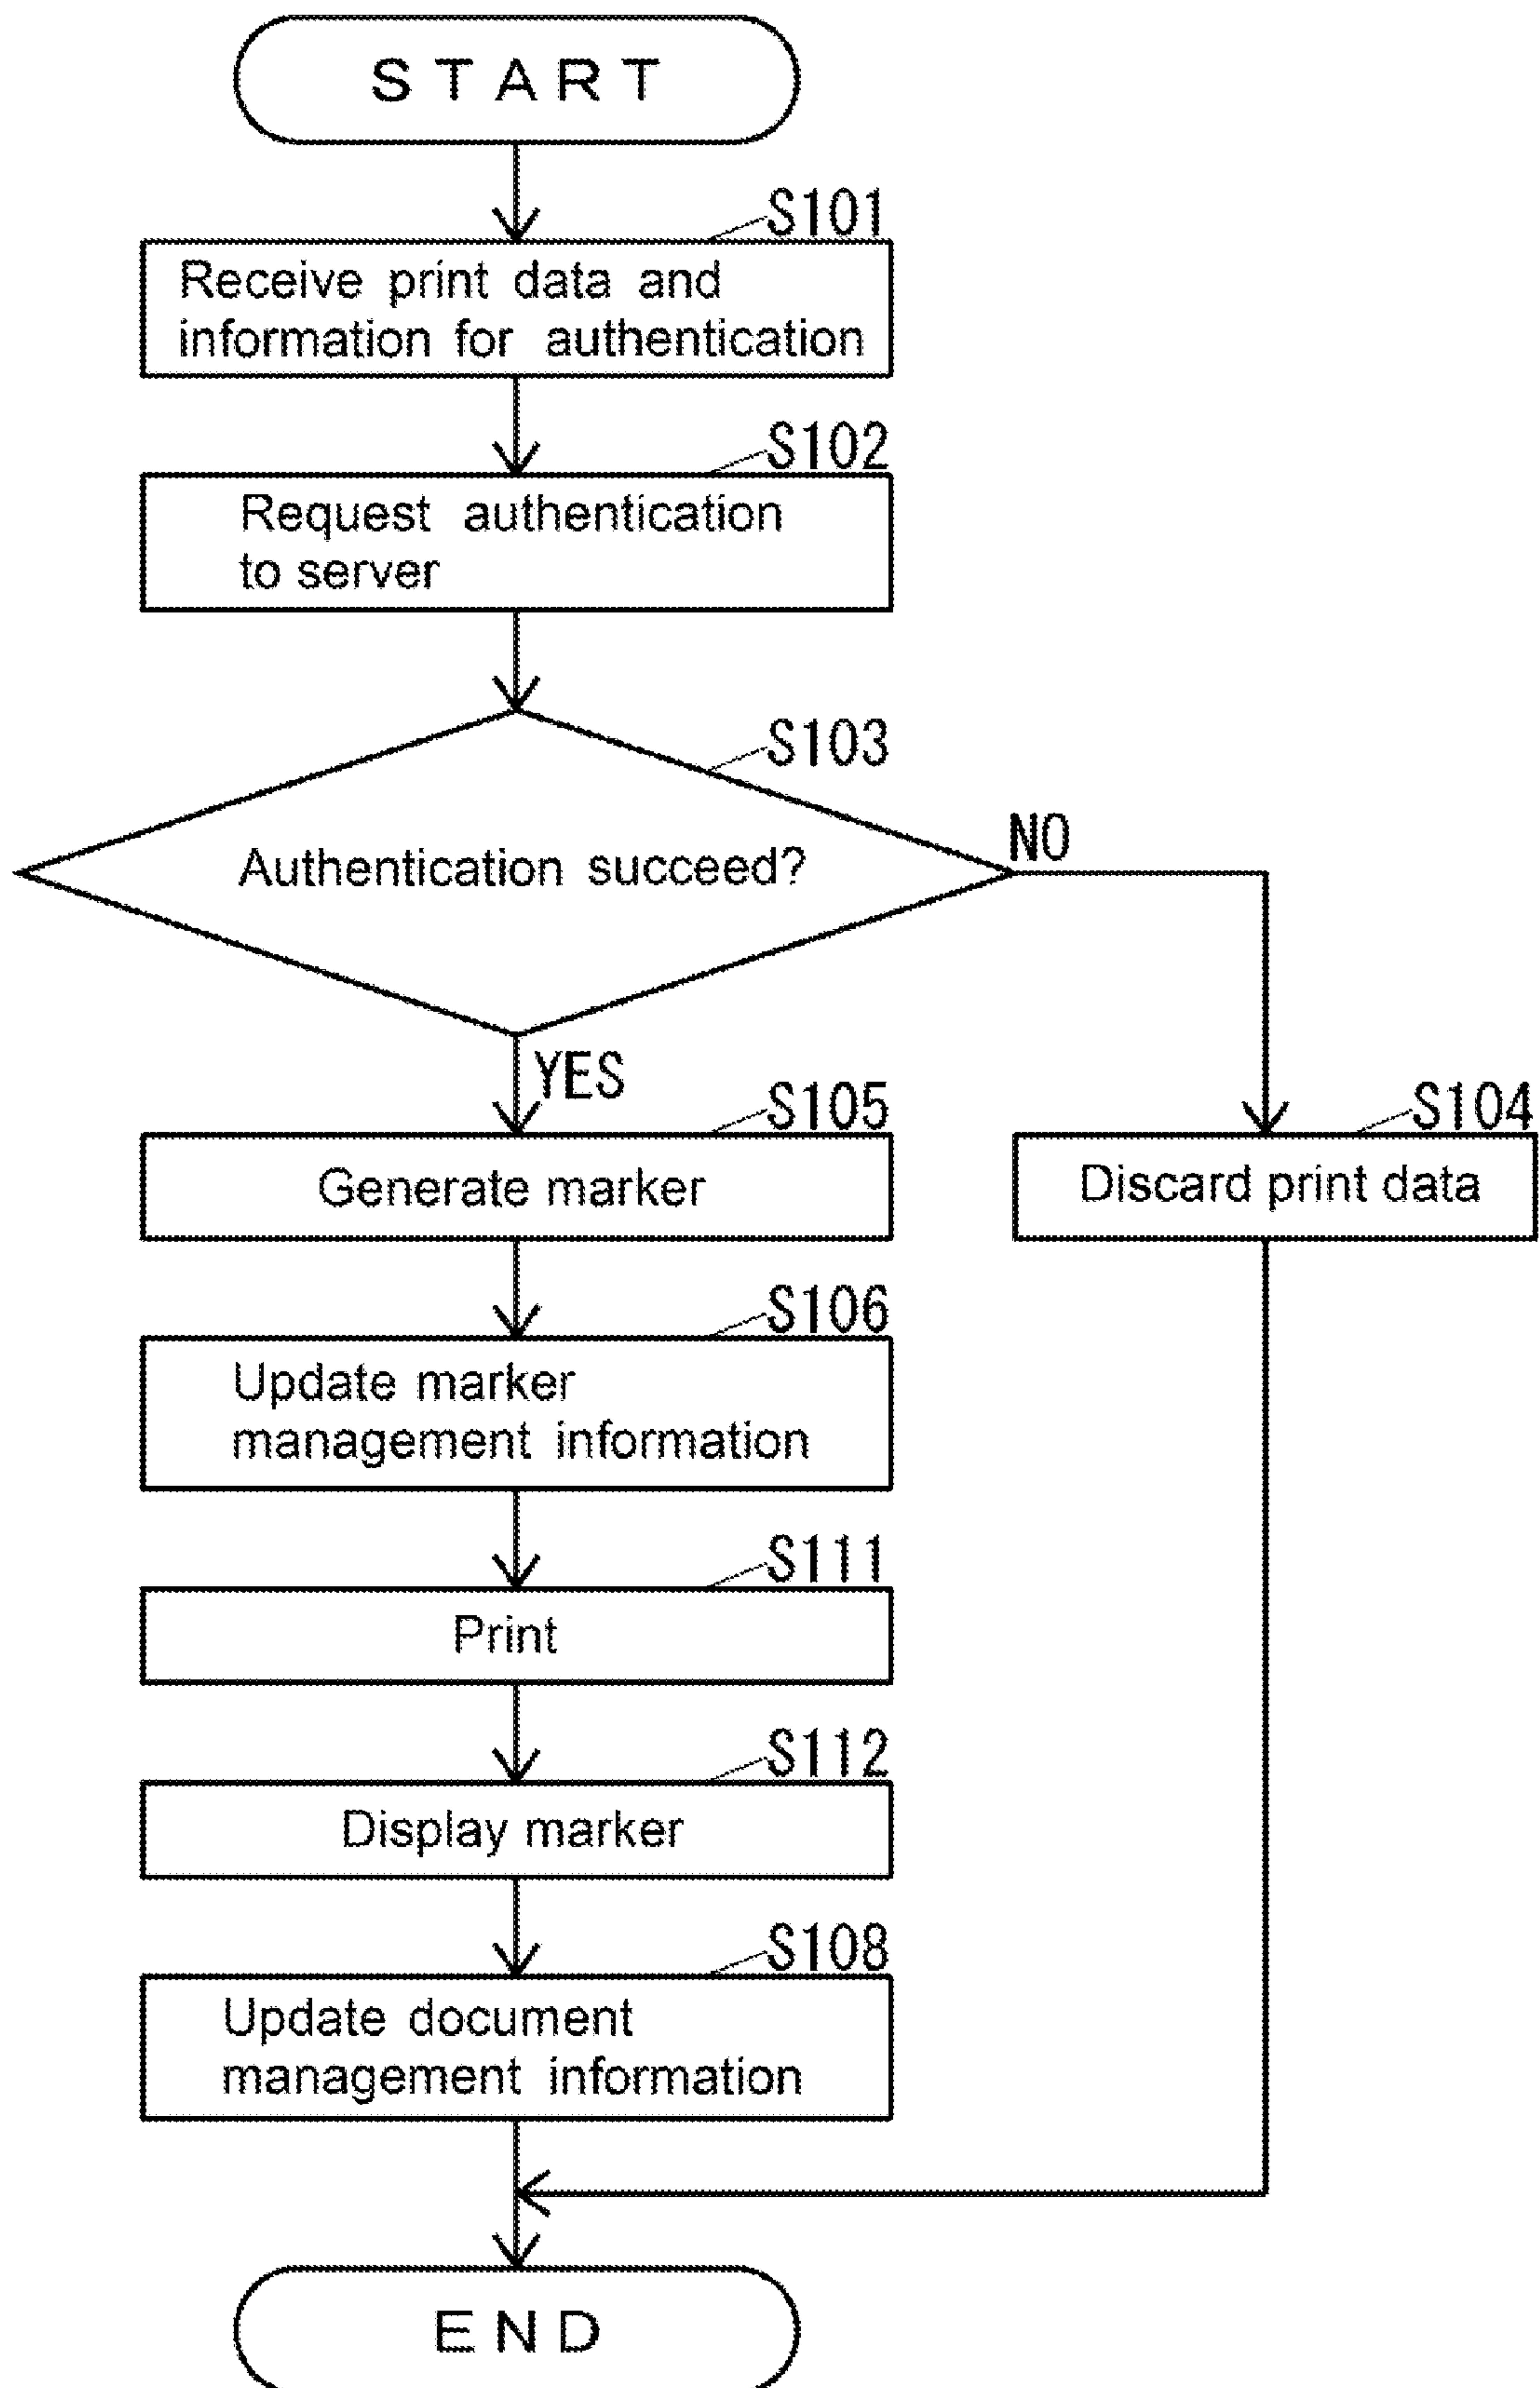 START
S101
Receive print data and
information for authentication
S102
Request authentication
to server
S103
Authentication succeed?
NO
YES
S105
Generate marker
S104
Discard print data
S106
Update marker
management information
S111
Print
S112
Display marker
S108
Update document
management information
END